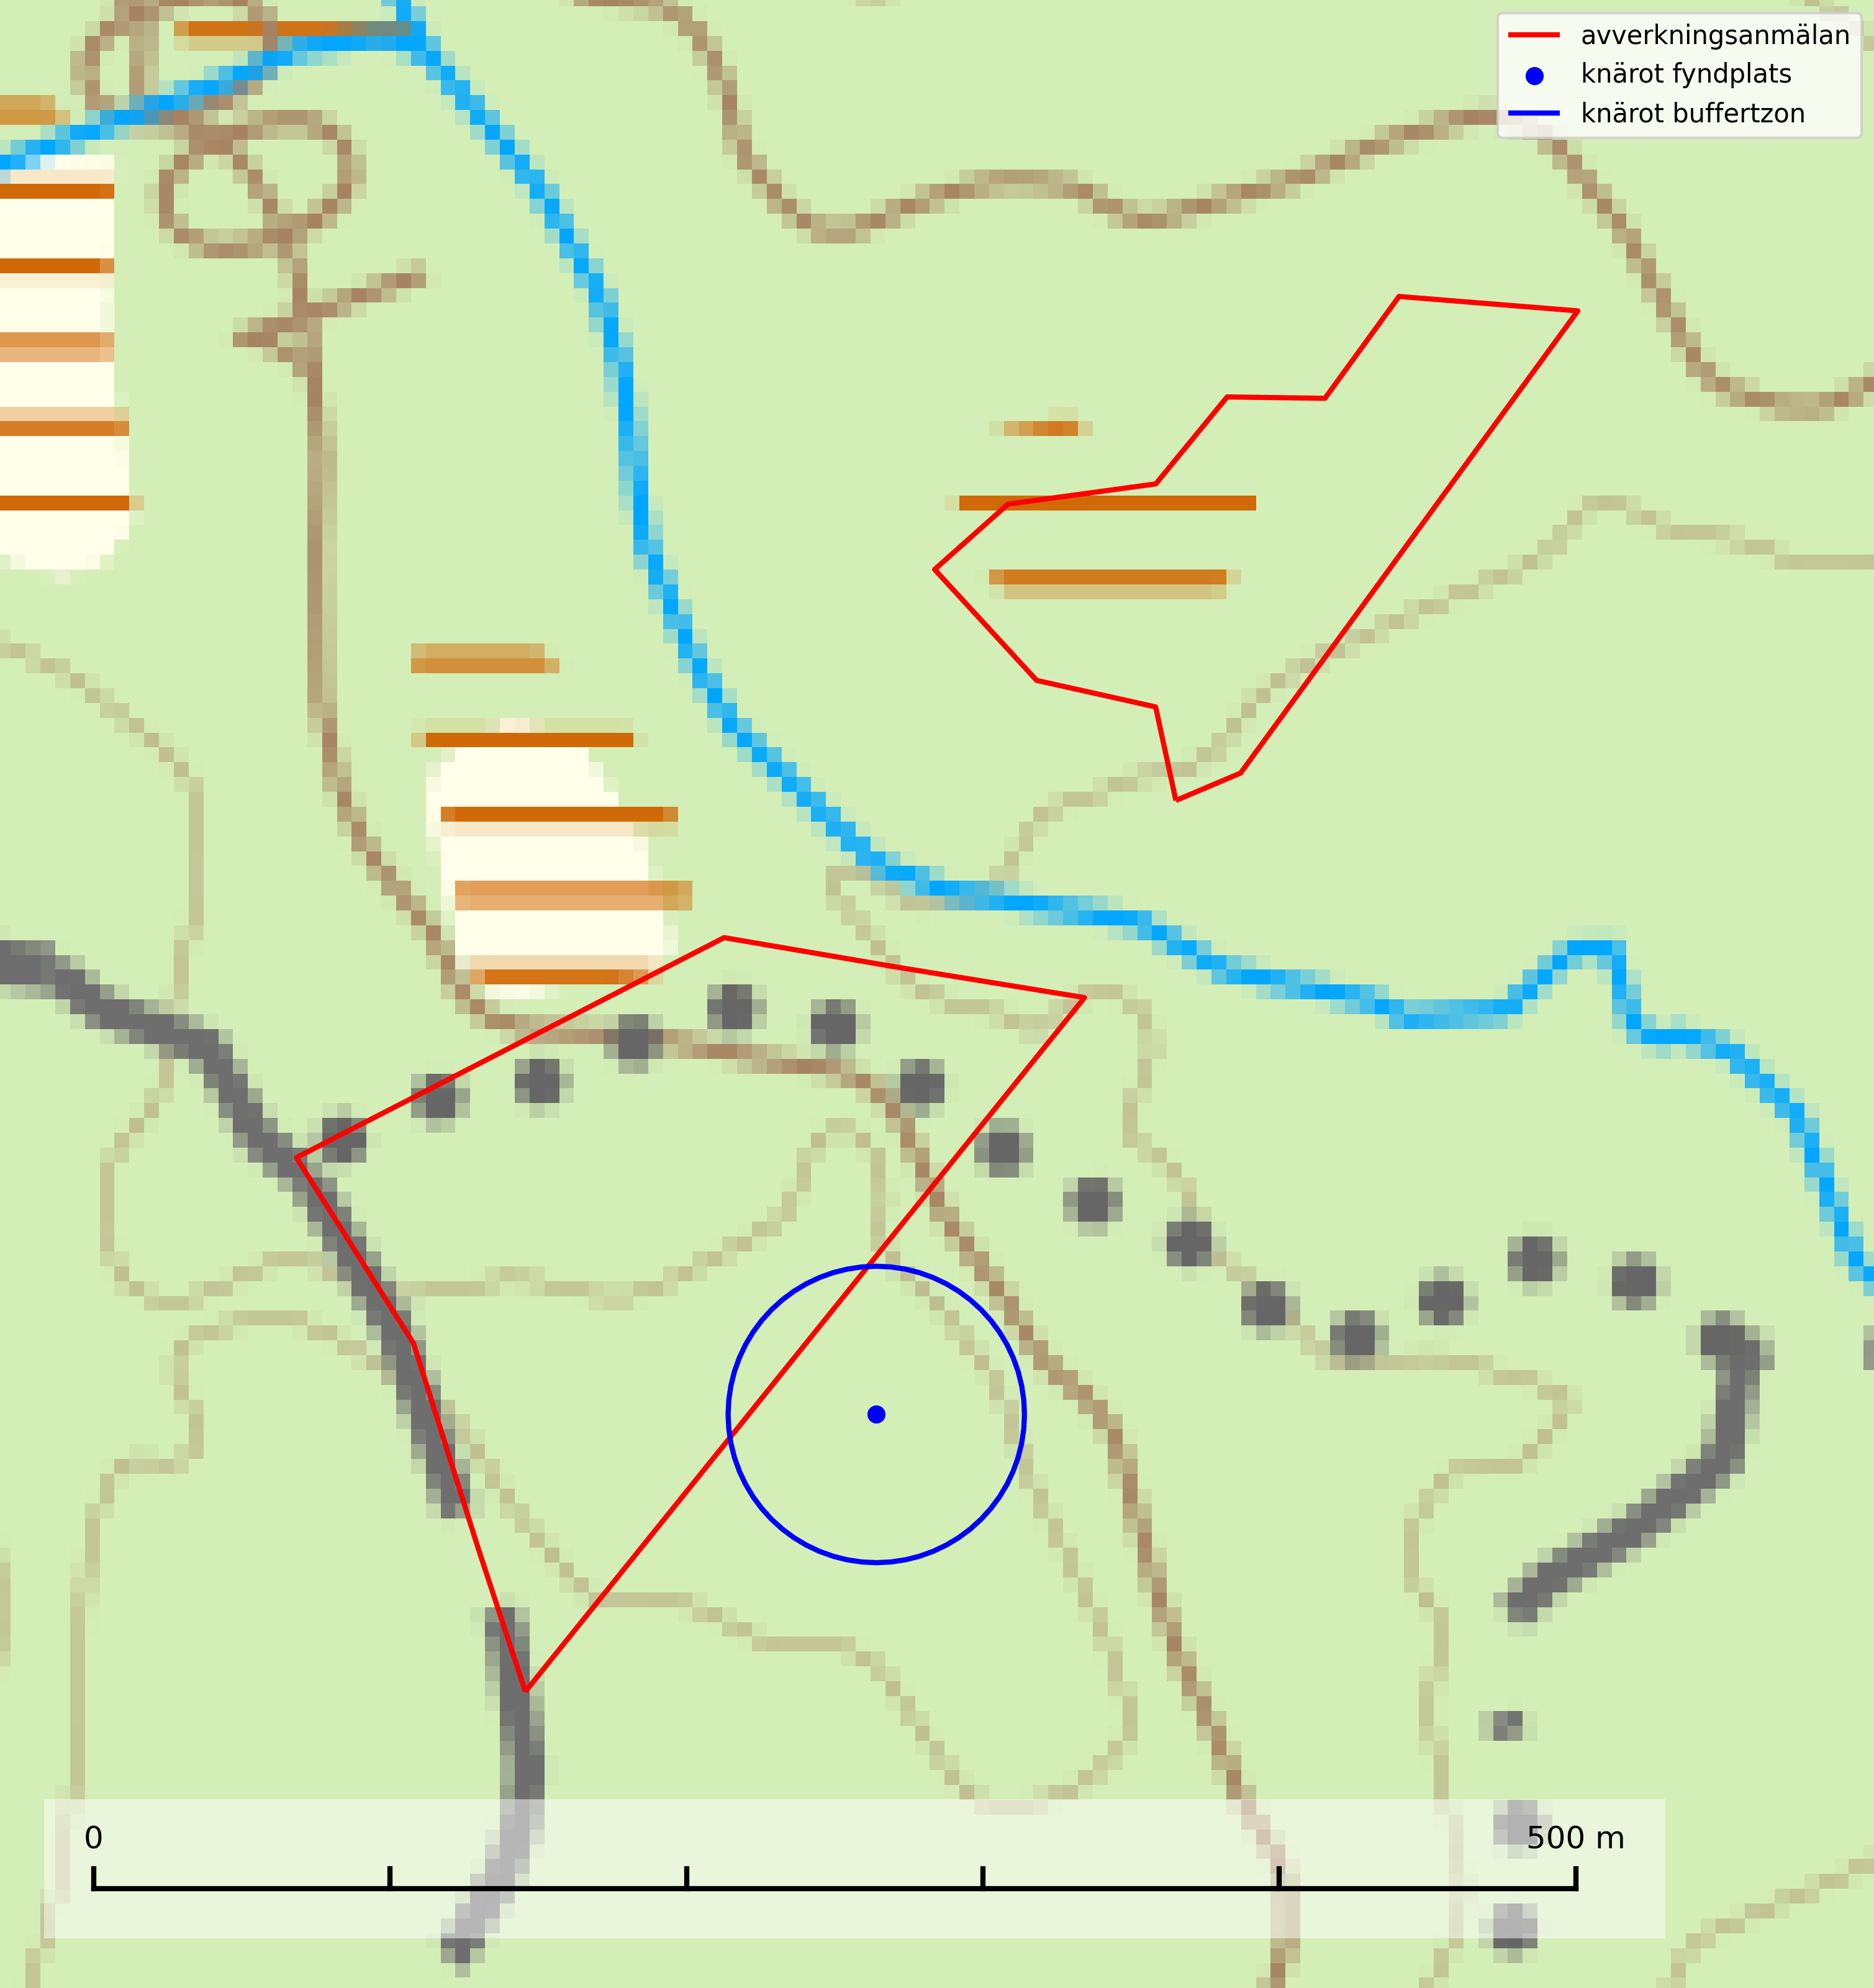 avverkningsanmälan
knärot fyndplats
knärot buffertzon
0 500 m